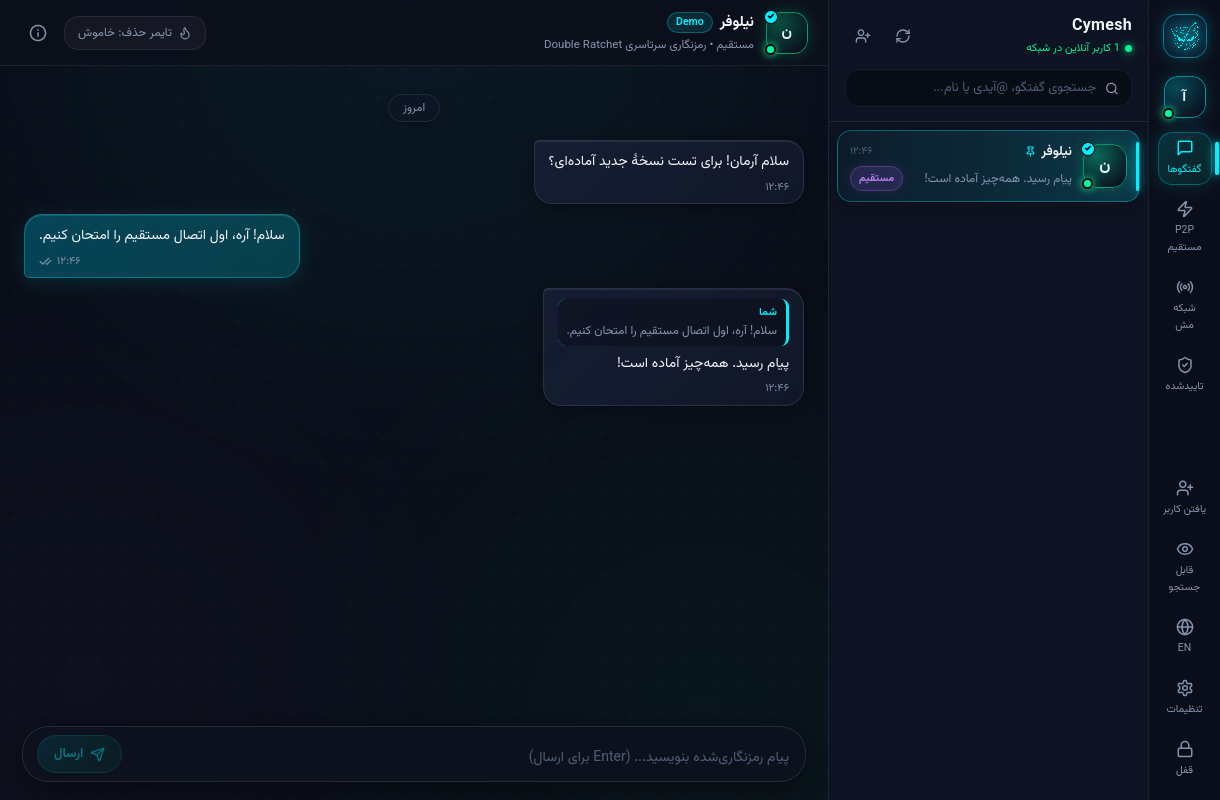 آ
گفتگوها
P2P
مستقیم
شبکه
مش
تاییدشده
یافتن کاربر
قابل
جستجو
EN
تنظیمات
قفل
Cymesh
1 کاربر آنلاین در شبکه
جستجوی گفتگو، @آیدی یا نام...
ن
نیلوفر
۱۲:۴۶
پیام رسید. همه‌چیز آماده است!
مستقیم
ن
نیلوفر Demo
مستقیم • رمزنگاری سرتاسری Double Ratchet
تایمر حذف: خاموش
امروز
سلام آرمان! برای تست نسخهٔ جدید آماده‌ای؟
۱۲:۴۶
سلام! آره، اول اتصال مستقیم را امتحان کنیم.
۱۲:۴۶
شما
سلام! آره، اول اتصال مستقیم را امتحان کنیم.
پیام رسید. همه‌چیز آماده است!
۱۲:۴۶
پیام رمزنگاری‌شده بنویسید... (Enter برای ارسال)
ارسال